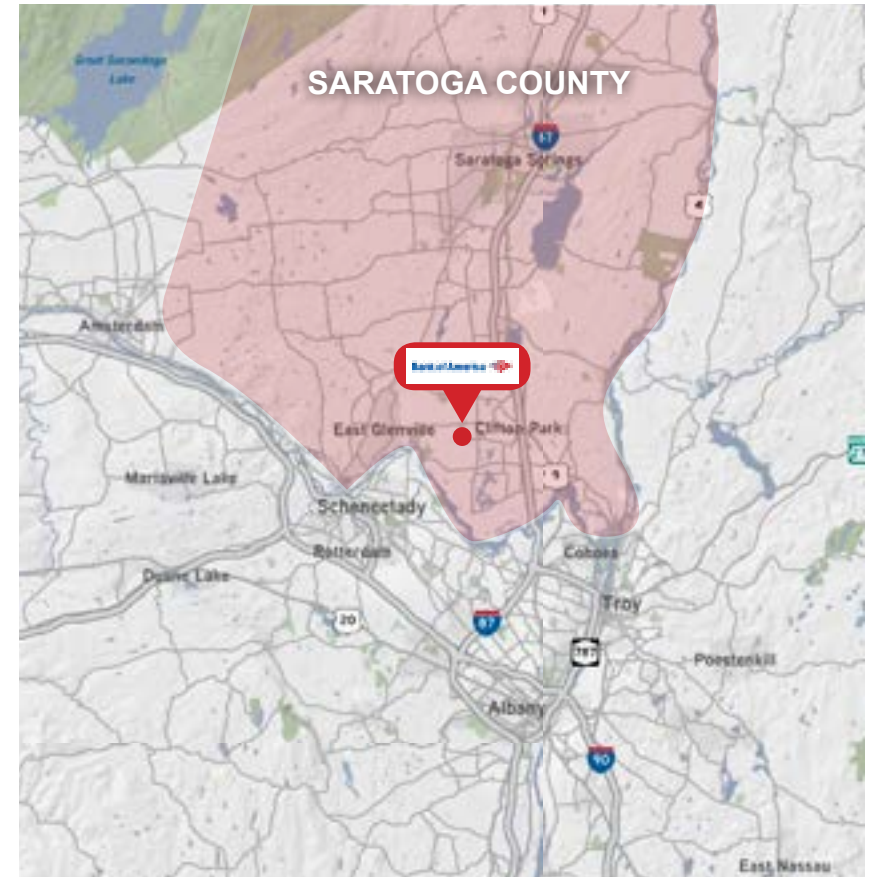 Great Sacandaga
Lake
SARATOGA COUNTY
87
Saratoga Springs
4
Amsterdam
Bank of America
East Glenville
Clifton Park
9
Mariaville Lake
Schenectady
Rotterdam
Cohoes
Duane Lake
Troy
20
87
787
Poestenkill
Albany
90
East Nassau